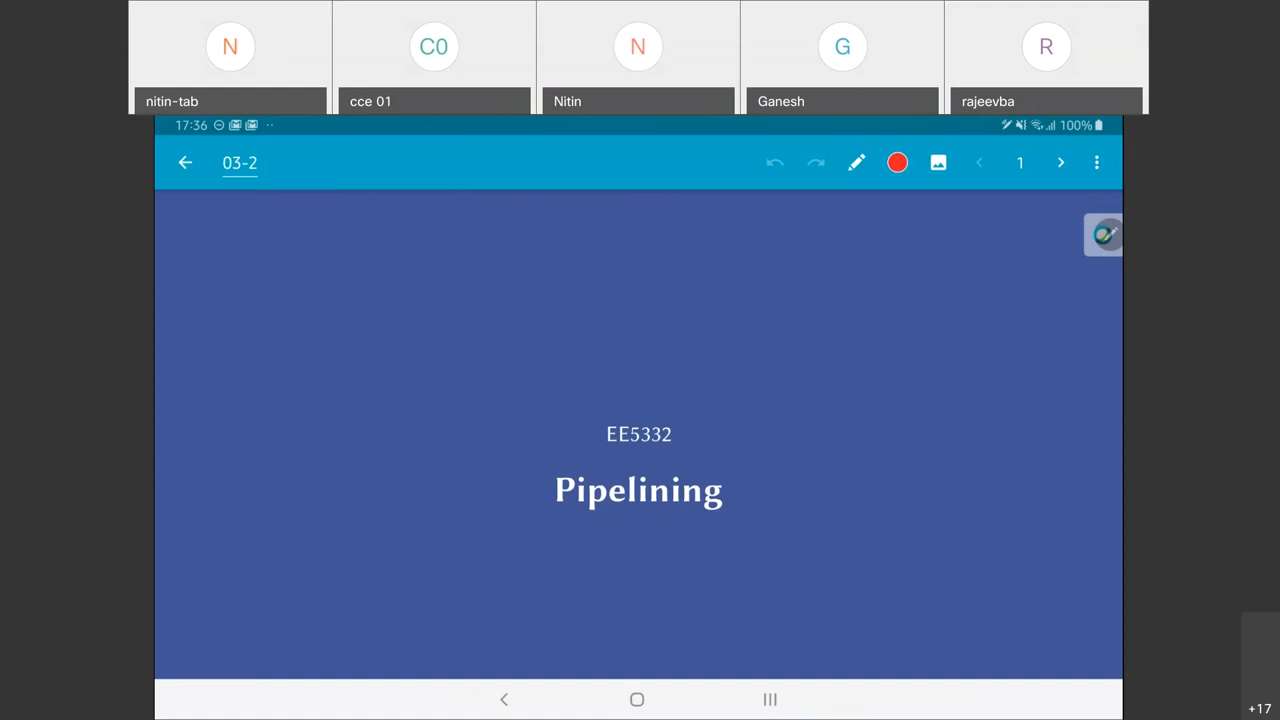 N
C0
N
G
R
nitin-tab
cce 01
Nitin
Ganesh
rajeevba
17:36
100%
03-2
1
EE5332
Pipelining
+17